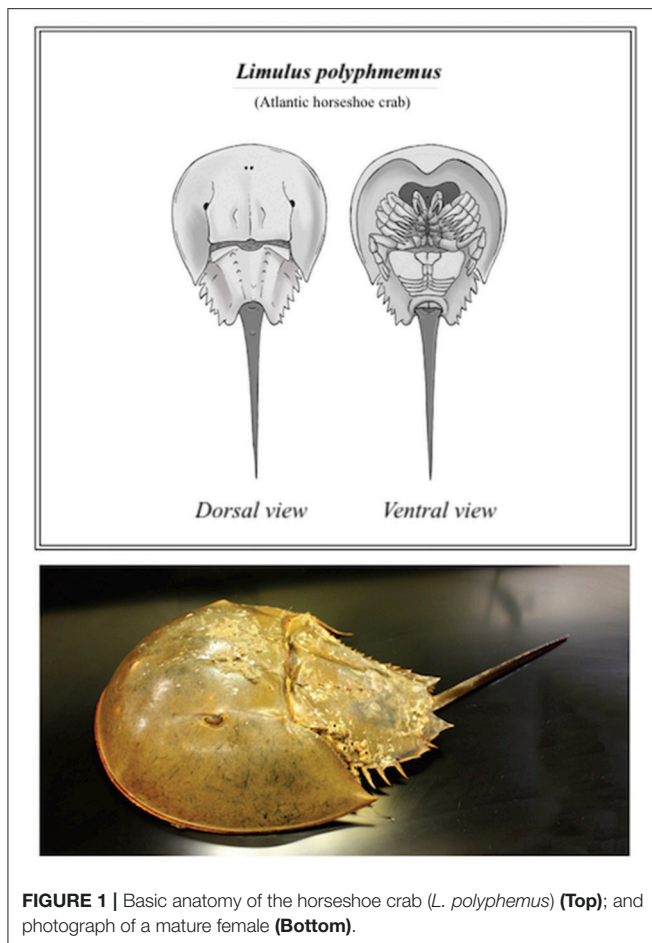 Limulus polyphmemus
(Atlantic horseshoe crab)
Dorsal view
Ventral view
FIGURE 1 | Basic anatomy of the horseshoe crab (L. polyphemus) (Top); and
photograph of a mature female (Bottom).